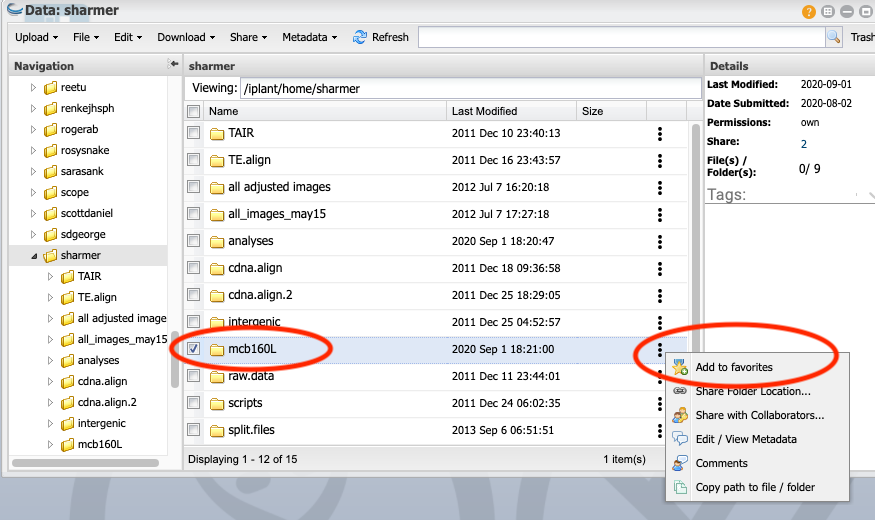 Data: sharmer
Upload File Edit Download Share Metadata Refresh Trash
Navigation
reetu
renkejhsph
rogerab
rosysnake
sarasank
scope
scottdaniel
sdgeorge
sharmer
TAIR
TE.align
all adjusted image
all_images_may15
analyses
cdna.align
cdna.align.2
intergenic
mcb160L
sharmer
Viewing: /iplant/home/sharmer
Name Last Modified Size
TAIR 2011 Dec 10 23:40:13
TE.align 2011 Dec 16 23:43:57
all adjusted images 2012 Jul 7 16:20:18
all_images_may15 2012 Jul 7 17:27:18
analyses 2020 Sep 1 18:20:47
cdna.align 2011 Dec 18 09:36:58
cdna.align.2 2011 Dec 25 18:29:05
intergenic 2011 Dec 25 04:52:57
mcb160L 2020 Sep 1 18:21:00
raw.data 2011 Dec 11 23:44:01
scripts 2011 Dec 24 06:02:35
split.files 2013 Sep 6 06:51:51
Displaying 1 - 12 of 15 1 item(s)
Details
Last Modified: 2020-09-01
Date Submitted: 2020-08-02
Permissions: own
Share: 2
File(s) /
Folder(s): 0/ 9
Tags:
Add to favorites
Share Folder Location...
Share with Collaborators...
Edit / View Metadata
Comments
Copy path to file / folder